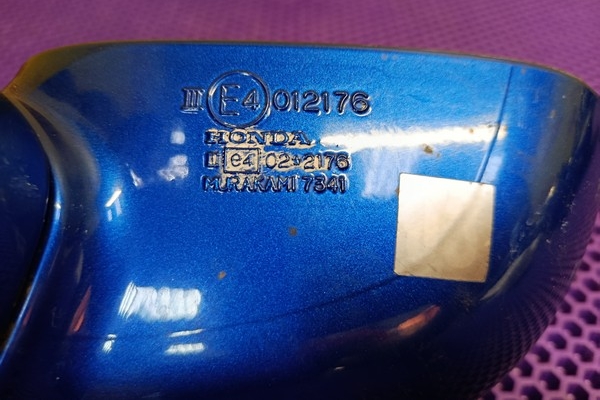 III E4 012176
HONDA
II e4 02*2176
MURAKAMI 7341